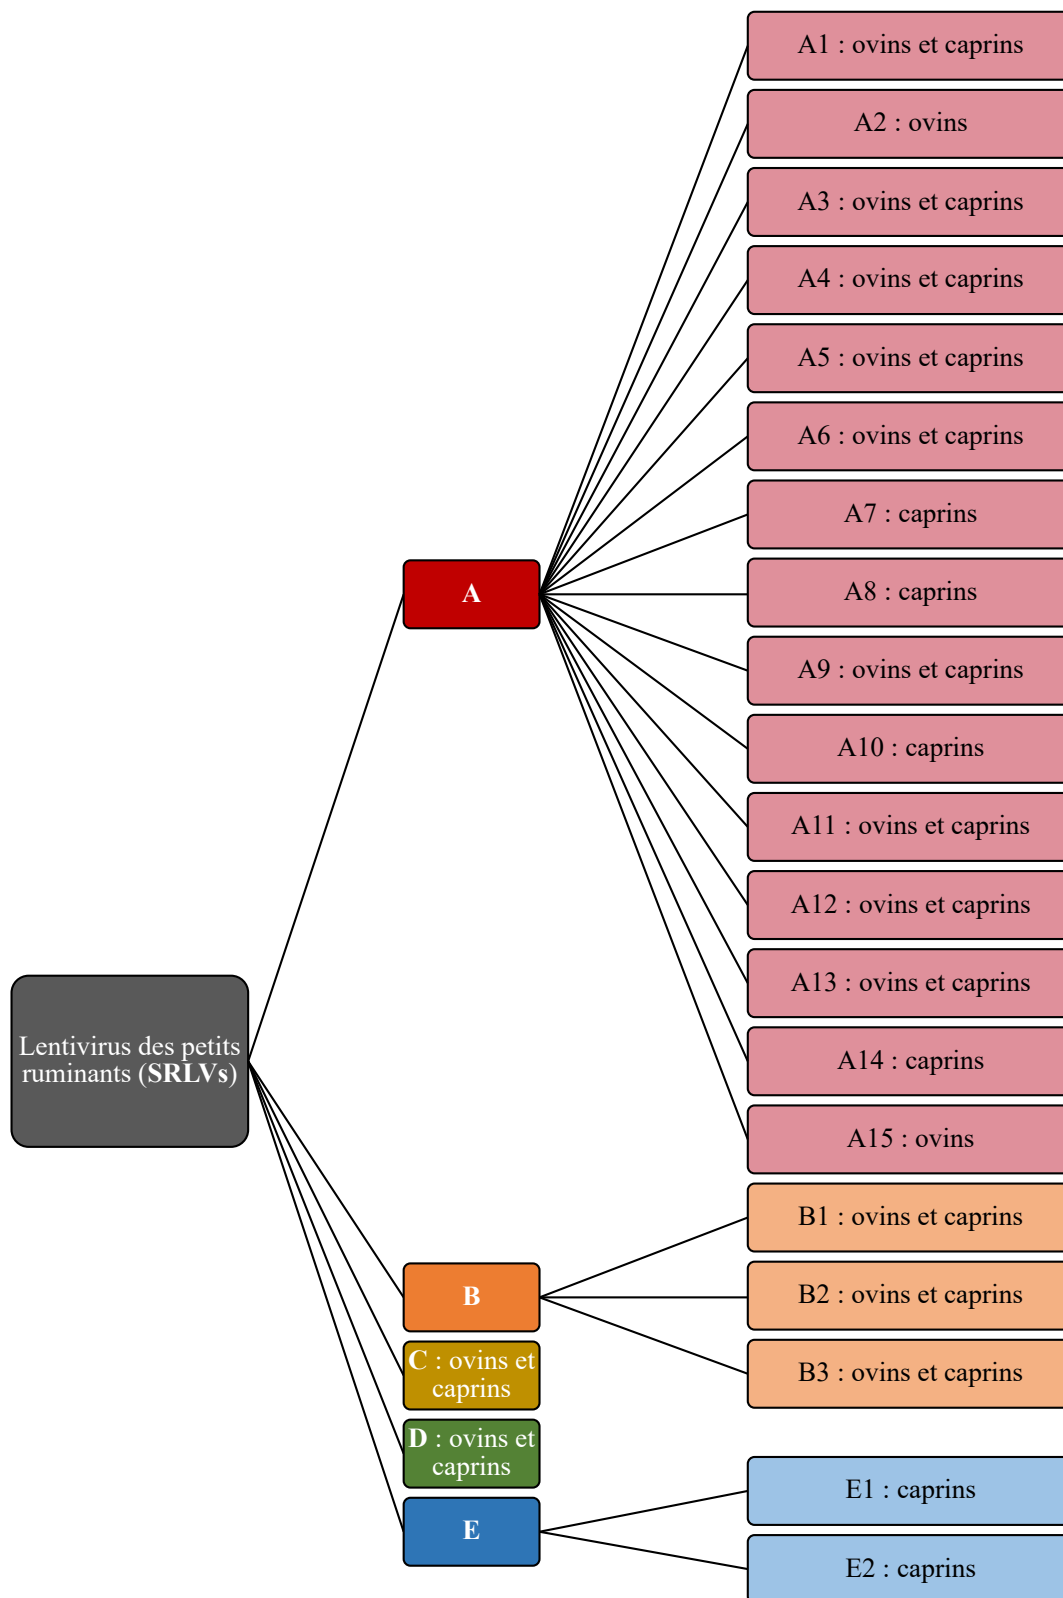 A1 : ovins et caprins
A2 : ovins
A3 : ovins et caprins
A4 : ovins et caprins
A5 : ovins et caprins
A6 : ovins et caprins
A7 : caprins
A
A8 : caprins
A9 : ovins et caprins
A10 : caprins
A11 : ovins et caprins
A12 : ovins et caprins
A13 : ovins et caprins
Lentivirus des petits
ruminants (SRLVs)
A14 : caprins
A15 : ovins
B1 : ovins et caprins
B
B2 : ovins et caprins
C : ovins et
caprins
B3 : ovins et caprins
D : ovins et
caprins
E1 : caprins
E
E2 : caprins